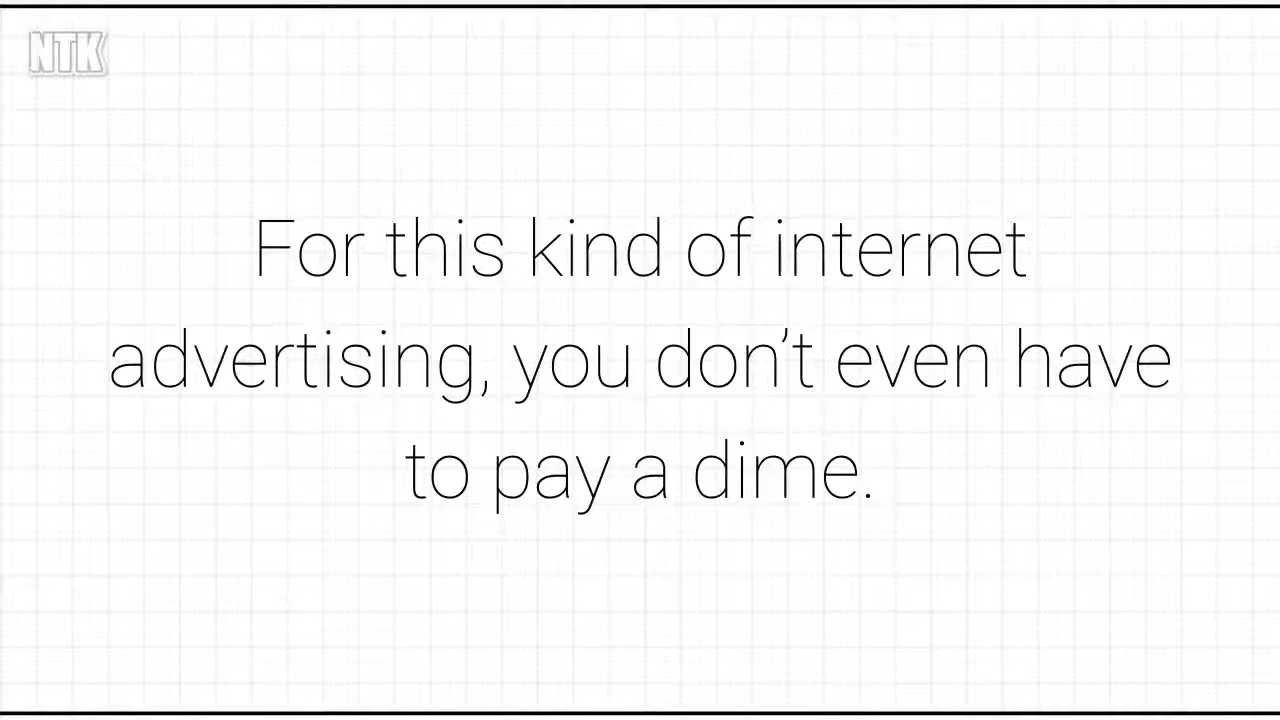 NTK
For this kind of internet
advertising, you don’t even have
to pay a dime.